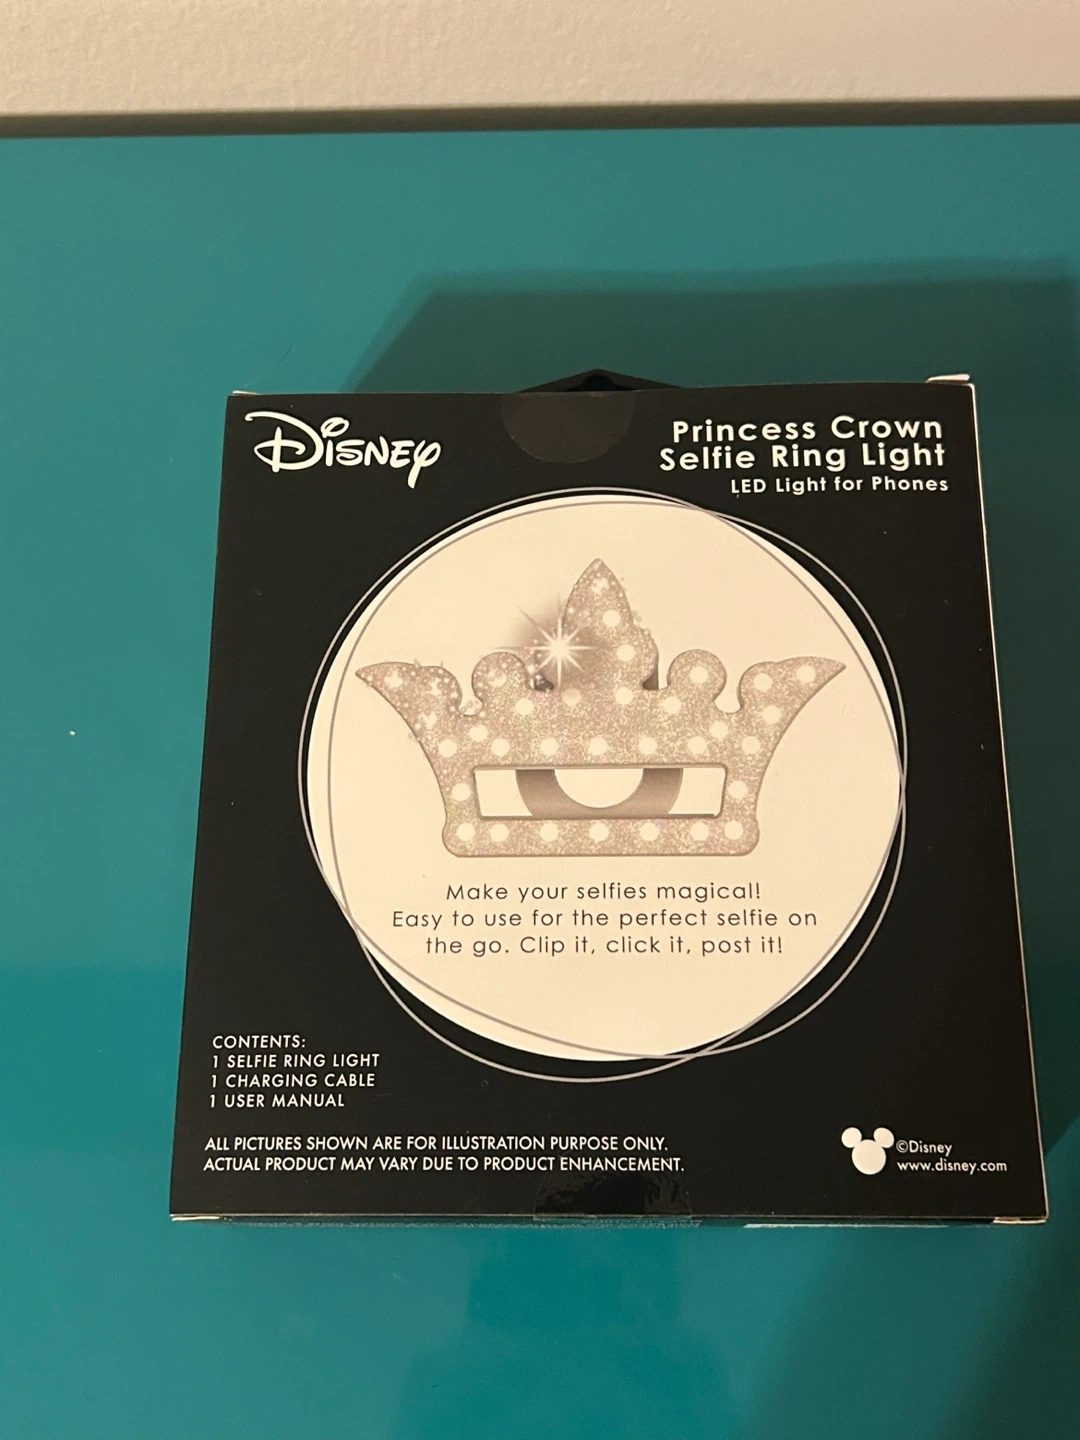 Disney
Princess Crown
Selfie Ring Light
LED Light for Phones
Make your selfies magical!
Easy to use for the perfect selfie on
the go. Clip it, click it, post it!
CONTENTS:
1 SELFIE RING LIGHT
1 CHARGING CABLE
1 USER MANUAL
ALL PICTURES SHOWN ARE FOR ILLUSTRATION PURPOSE ONLY.
ACTUAL PRODUCT MAY VARY DUE TO PRODUCT ENHANCEMENT.
©Disney
www.disney.com